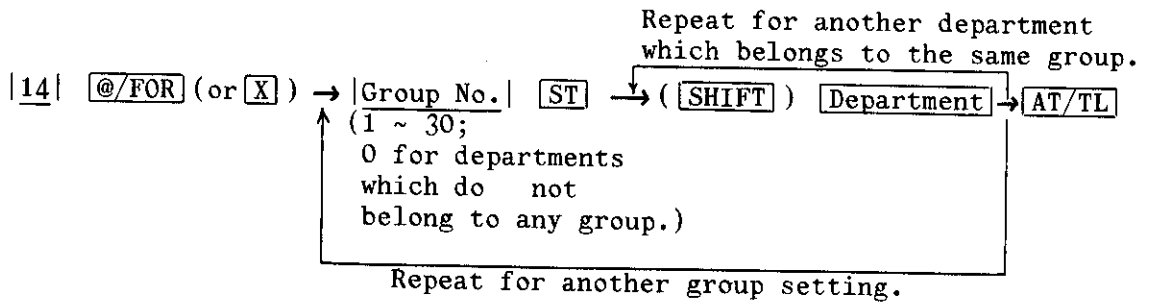 Repeat for another department
which belongs to the same group.
|14| @/FOR (or X) → |Group No.| ST → (SHIFT) Department → AT/TL
(1 ~ 30;
0 for departments
which do not
belong to any group.)
Repeat for another group setting.